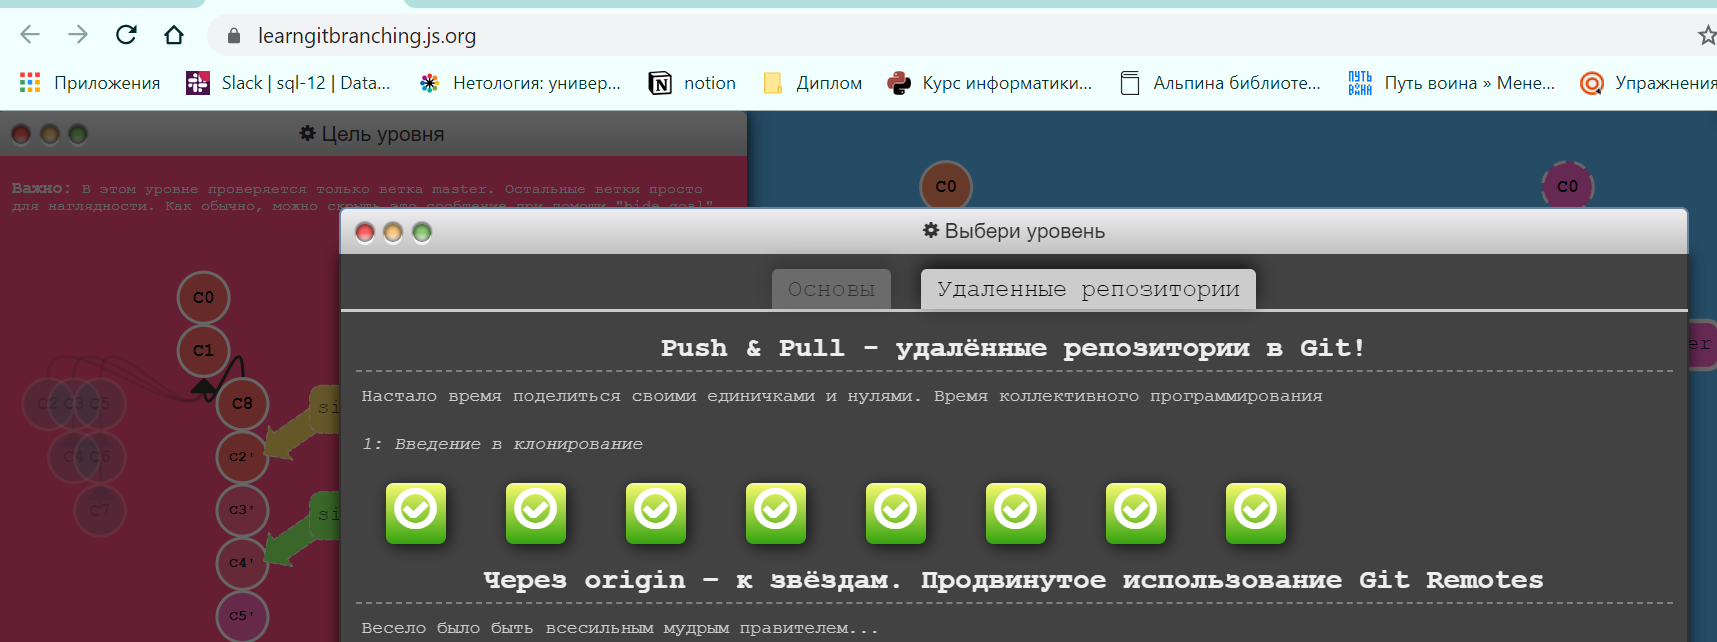 learngitbranching.js.org
Приложения Slack | sql-12 | Data... Нетология: универ... notion Диплом Курс информатики... Альпина библиоте... ПУТЬ ВОИНА Путь воина » Мене... Упражнения
Цель уровня
Важно: В этом уровне проверяется только ветка master. Остальные ветки просто
для наглядности. Как обычно, можно скрыть это сообщение при помощи "hide goal"
C0
C0
Выбери уровень
Основы Удаленные репозитории
C0
C1
C2 C3 C5
C8
si
C4 C6
C2'
C7
C3'
si
C4'
C5'
er
Push & Pull – удалённые репозитории в Git!
Настало время поделиться своими единичками и нулями. Время коллективного программирования
1: Введение в клонирование
Через origin – к звёздам. Продвинутое использование Git Remotes
Весело было быть всесильным мудрым правителем...